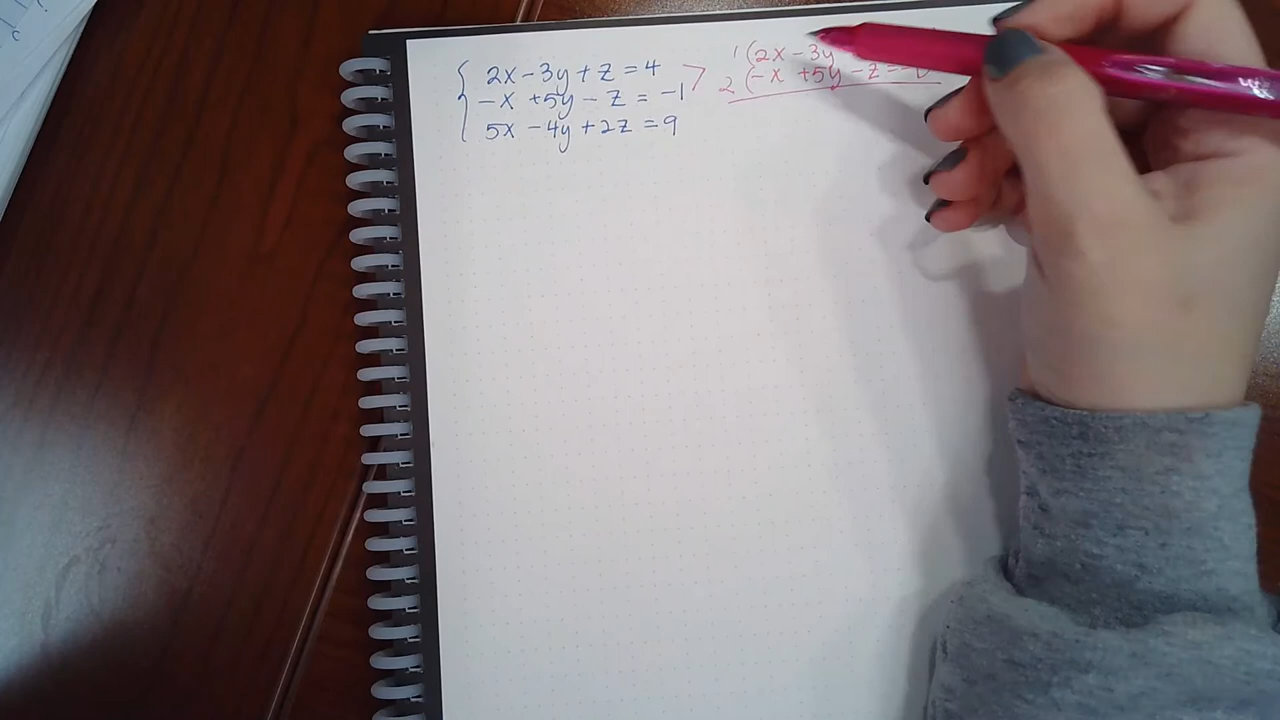 2x - 3y + z = 4
-x + 5y - z = -1
5x - 4y + 2z = 9
1 (2x - 3y
2 (-x + 5y - z =